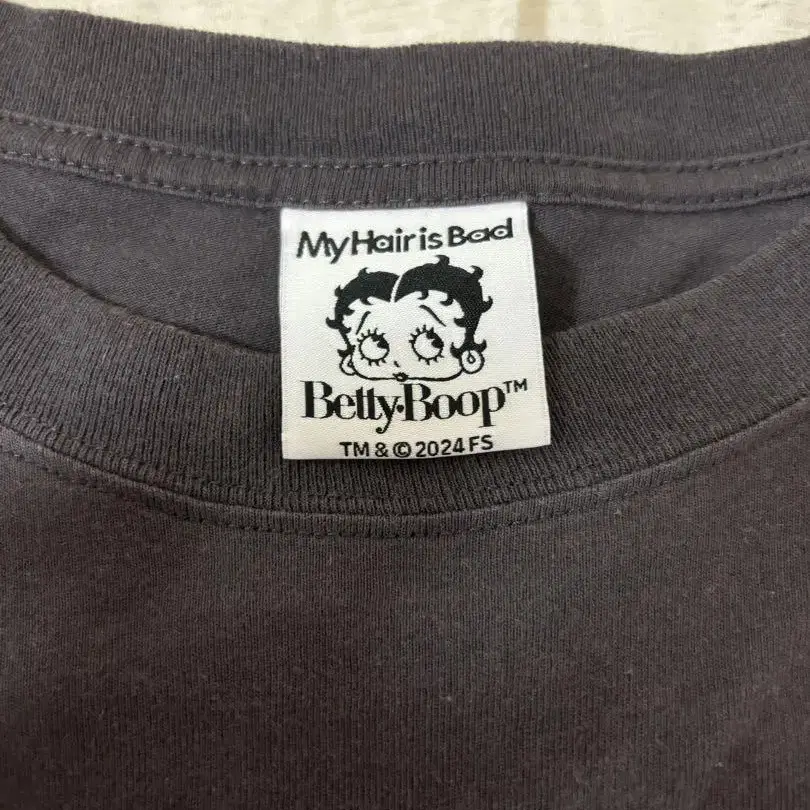 My Hair is Bad
Betty Boop™
TM & © 2024 FS